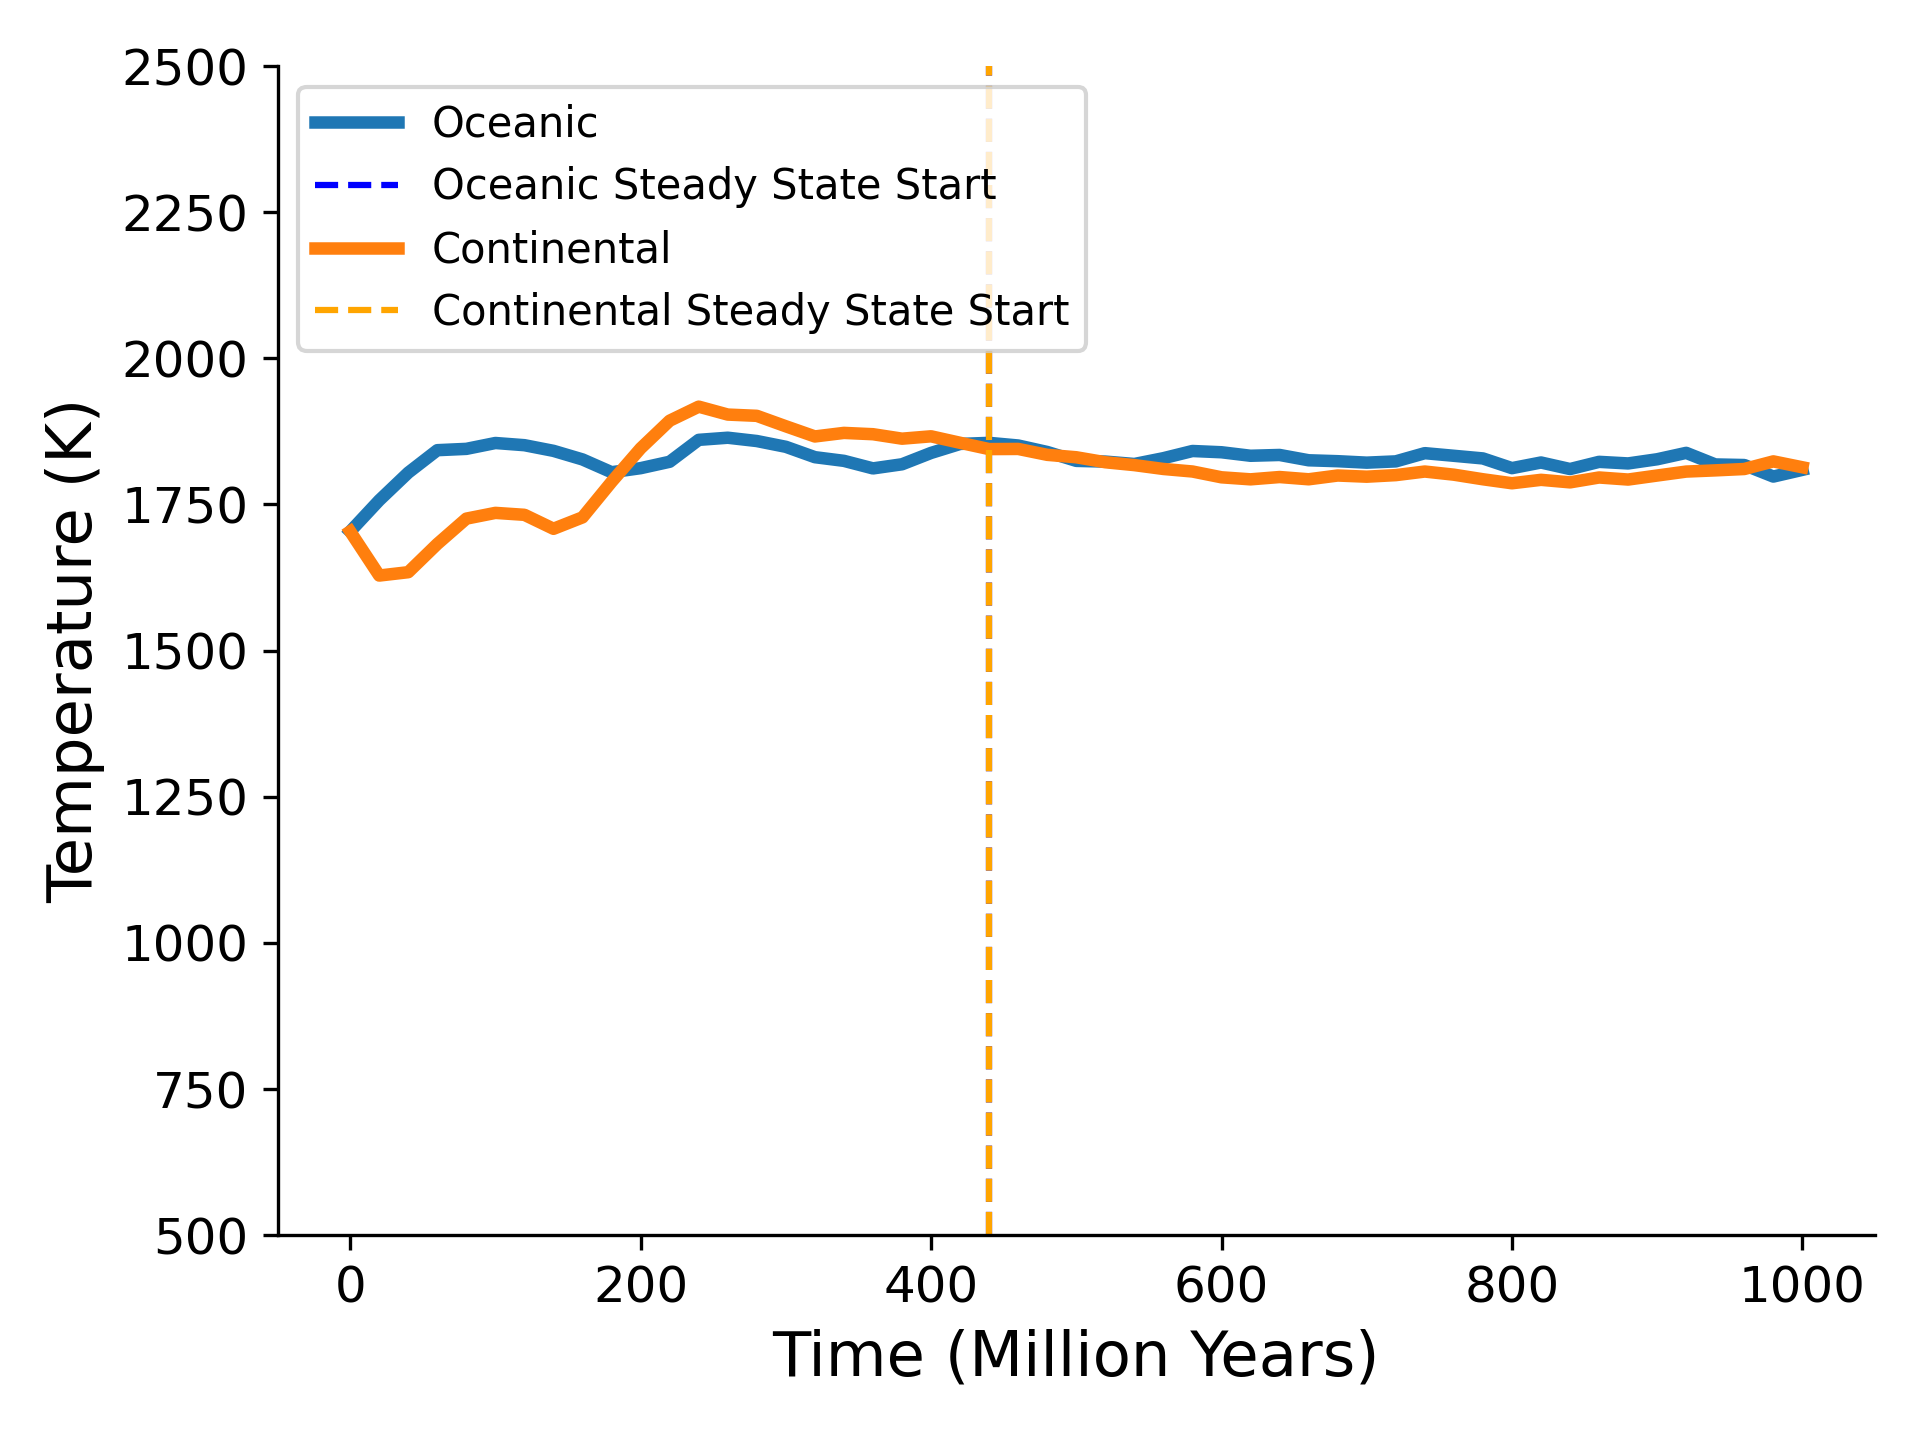 2500
2250
2000
1750
1500
1250
1000
750
500
Temperature (K)
Oceanic
Oceanic Steady State Start
Continental
Continental Steady State Start
0 200 400 600 800 1000
Time (Million Years)